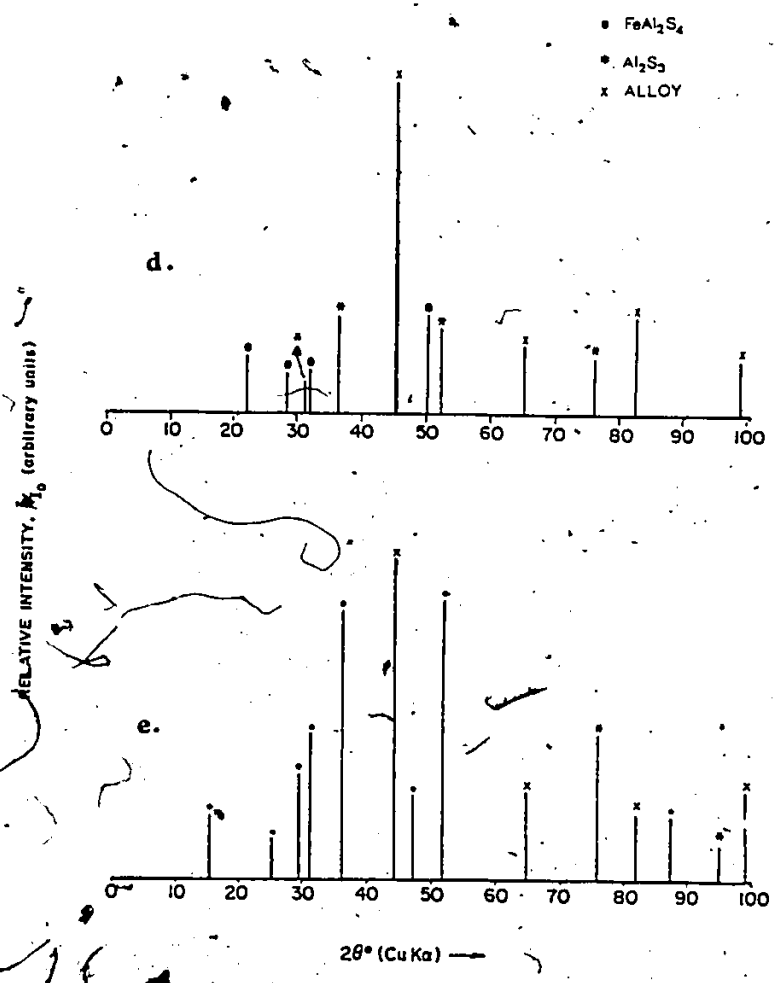 • FeAl₂S₄
* Al₂S₃
x ALLOY
d.
0 10 20 30 40 50 60 70 80 90 100
RELATIVE INTENSITY, I/I₀ (arbitrary units)
e.
0 10 20 30 40 50 60 70 80 90 100
2θ° (Cu Kα) →